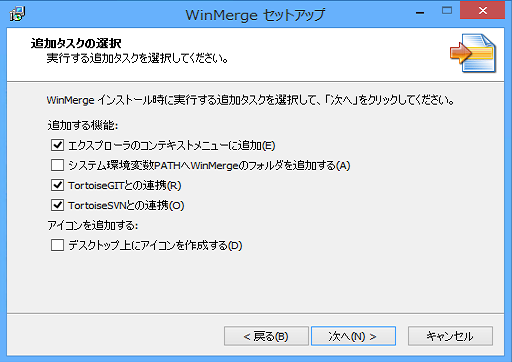 WinMerge セットアップ
追加タスクの選択
実行する追加タスクを選択してください。
WinMerge インストール時に実行する追加タスクを選択して、「次へ」をクリックしてください。
追加する機能:
エクスプローラのコンテキストメニューに追加(E)
システム環境変数PATHへWinMergeのフォルダを追加する(A)
TortoiseGITとの連携(R)
TortoiseSVNとの連携(O)
アイコンを追加する:
デスクトップ上にアイコンを作成する(D)
< 戻る(B) 次へ(N) > キャンセル